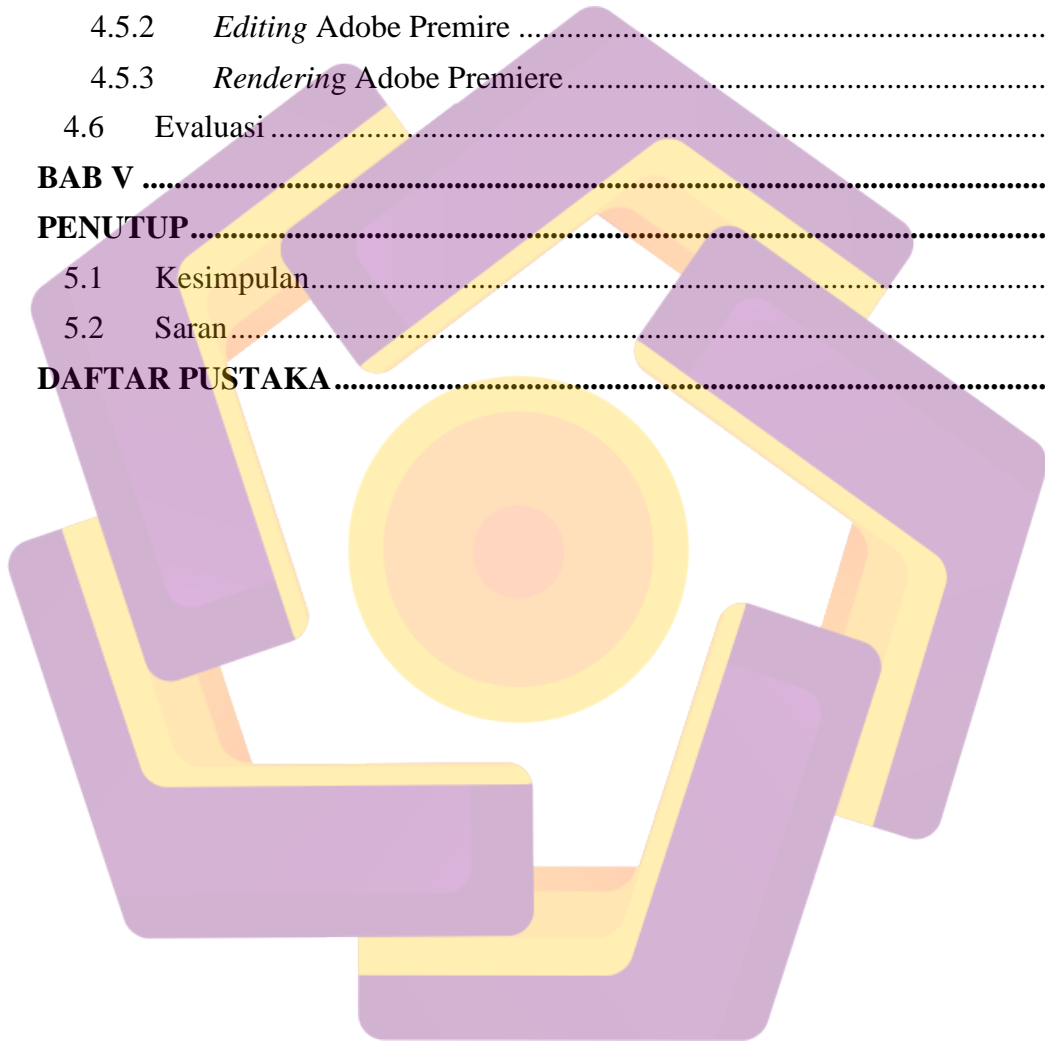 4.5.2 Editing Adobe Premire ................................................................
4.5.3 Rendering Adobe Premiere ................................................................
4.6 Evaluasi ................................................................
BAB V ................................................................
PENUTUP ................................................................
5.1 Kesimpulan ................................................................
5.2 Saran ................................................................
DAFTAR PUSTAKA ................................................................